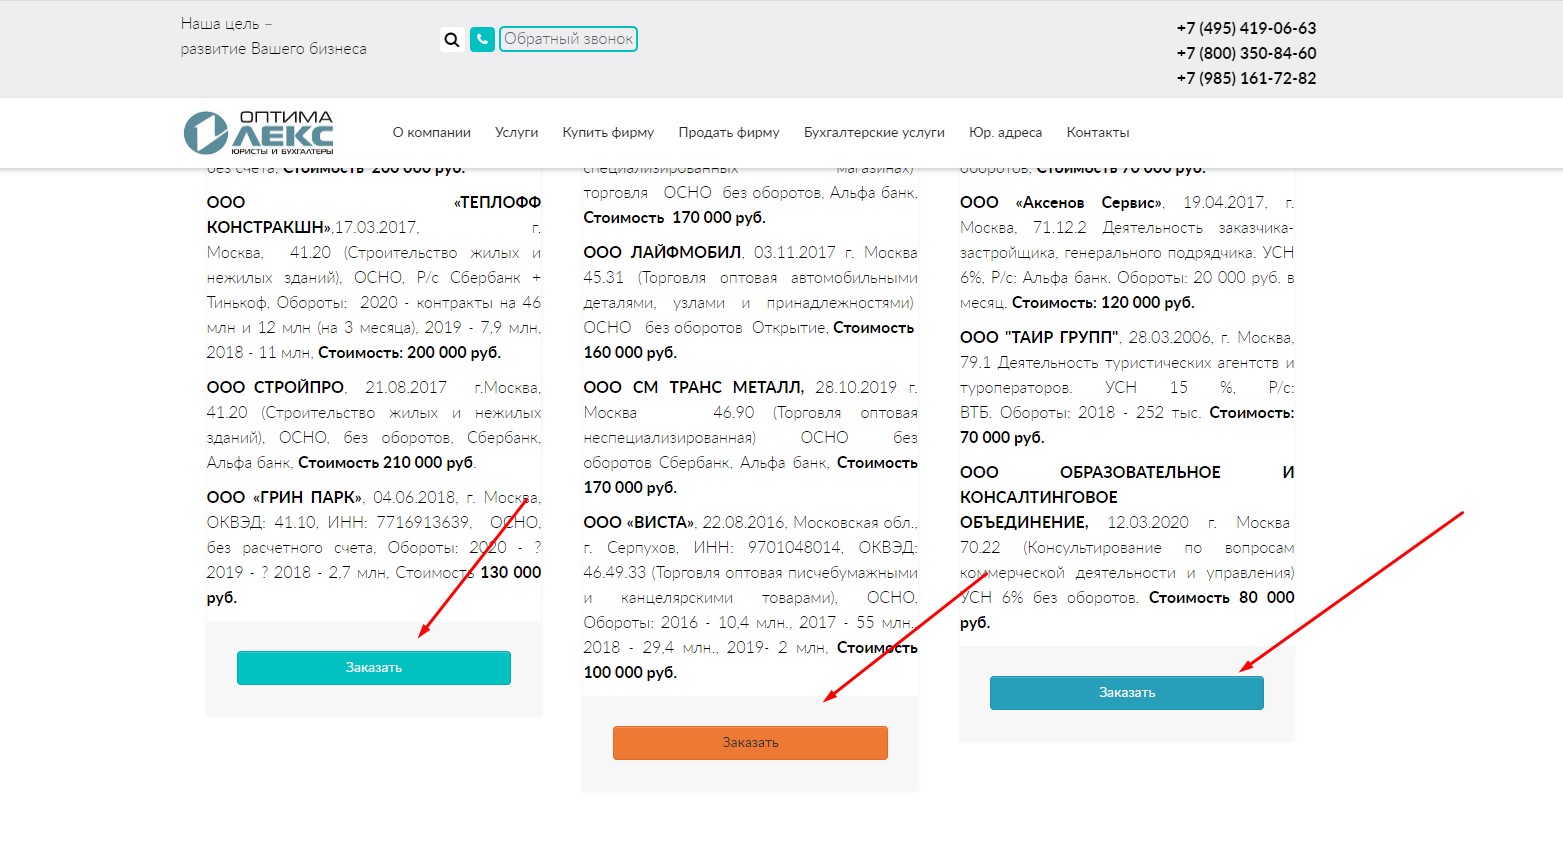 Наша цель –
развитие Вашего бизнеса
Обратный звонок
+7 (495) 419-06-63
+7 (800) 350-84-60
+7 (985) 161-72-82
ОПТИМА
ЛЕКС
ЮРИСТЫ И БУХГАЛТЕРЫ
О компании Услуги Купить фирму Продать фирму Бухгалтерские услуги Юр. адреса Контакты
без счета, Стоимость 200 000 руб.
ООО «ТЕПЛОФФ
КОНСТРАКШН»,17.03.2017, г.
Москва, 41.20 (Строительство жилых и
нежилых зданий), ОСНО, Р/с Сбербанк +
Тинькоф, Обороты: 2020 - контракты на 46
млн и 12 млн (на 3 месяца), 2019 - 7,9 млн,
2018 - 11 млн, Стоимость: 200 000 руб.
ООО СТРОЙПРО, 21.08.2017 г.Москва,
41.20 (Строительство жилых и нежилых
зданий), ОСНО, без оборотов, Сбербанк,
Альфа банк, Стоимость 210 000 руб.
ООО «ГРИН ПАРК», 04.06.2018, г. Москва,
ОКВЭД: 41.10, ИНН: 7716913639, ОСНО,
без расчетного счета, Обороты: 2020 - ?
2019 - ? 2018 - 2,7 млн, Стоимость 130 000
руб.
Заказать
специализированных магазинах)
торговля ОСНО без оборотов, Альфа банк,
Стоимость 170 000 руб.
ООО ЛАЙФМОБИЛ, 03.11.2017 г. Москва
45.31 (Торговля оптовая автомобильными
деталями, узлами и принадлежностями)
ОСНО без оборотов Открытие, Стоимость
160 000 руб.
ООО СМ ТРАНС МЕТАЛЛ, 28.10.2019 г.
Москва 46.90 (Торговля оптовая
неспециализированная) ОСНО без
оборотов Сбербанк, Альфа банк, Стоимость
170 000 руб.
ООО «ВИСТА», 22.08.2016, Московская обл.,
г. Серпухов, ИНН: 9701048014, ОКВЭД:
46.49.33 (Торговля оптовая писчебумажными
и канцелярскими товарами), ОСНО,
Обороты: 2016 - 10,4 млн., 2017 - 55 млн.,
2018 - 29,4 млн., 2019- 2 млн, Стоимость
100 000 руб.
Заказать
оборотов, Стоимость 70 000 руб.
ООО «Аксенов Сервис», 19.04.2017, г.
Москва, 71.12.2 Деятельность заказчика-
застройщика, генерального подрядчика. УСН
6%, Р/с: Альфа банк. Обороты: 20 000 руб. в
месяц. Стоимость: 120 000 руб.
ООО "ТАИР ГРУПП", 28.03.2006, г. Москва,
79.1 Деятельность туристических агентств и
туроператоров. УСН 15 %, Р/с:
ВТБ. Обороты: 2018 - 252 тыс. Стоимость:
70 000 руб.
ООО ОБРАЗОВАТЕЛЬНОЕ И
КОНСАЛТИНГОВОЕ
ОБЪЕДИНЕНИЕ, 12.03.2020 г. Москва
70.22 (Консультирование по вопросам
коммерческой деятельности и управления)
УСН 6% без оборотов. Стоимость 80 000
руб.
Заказать